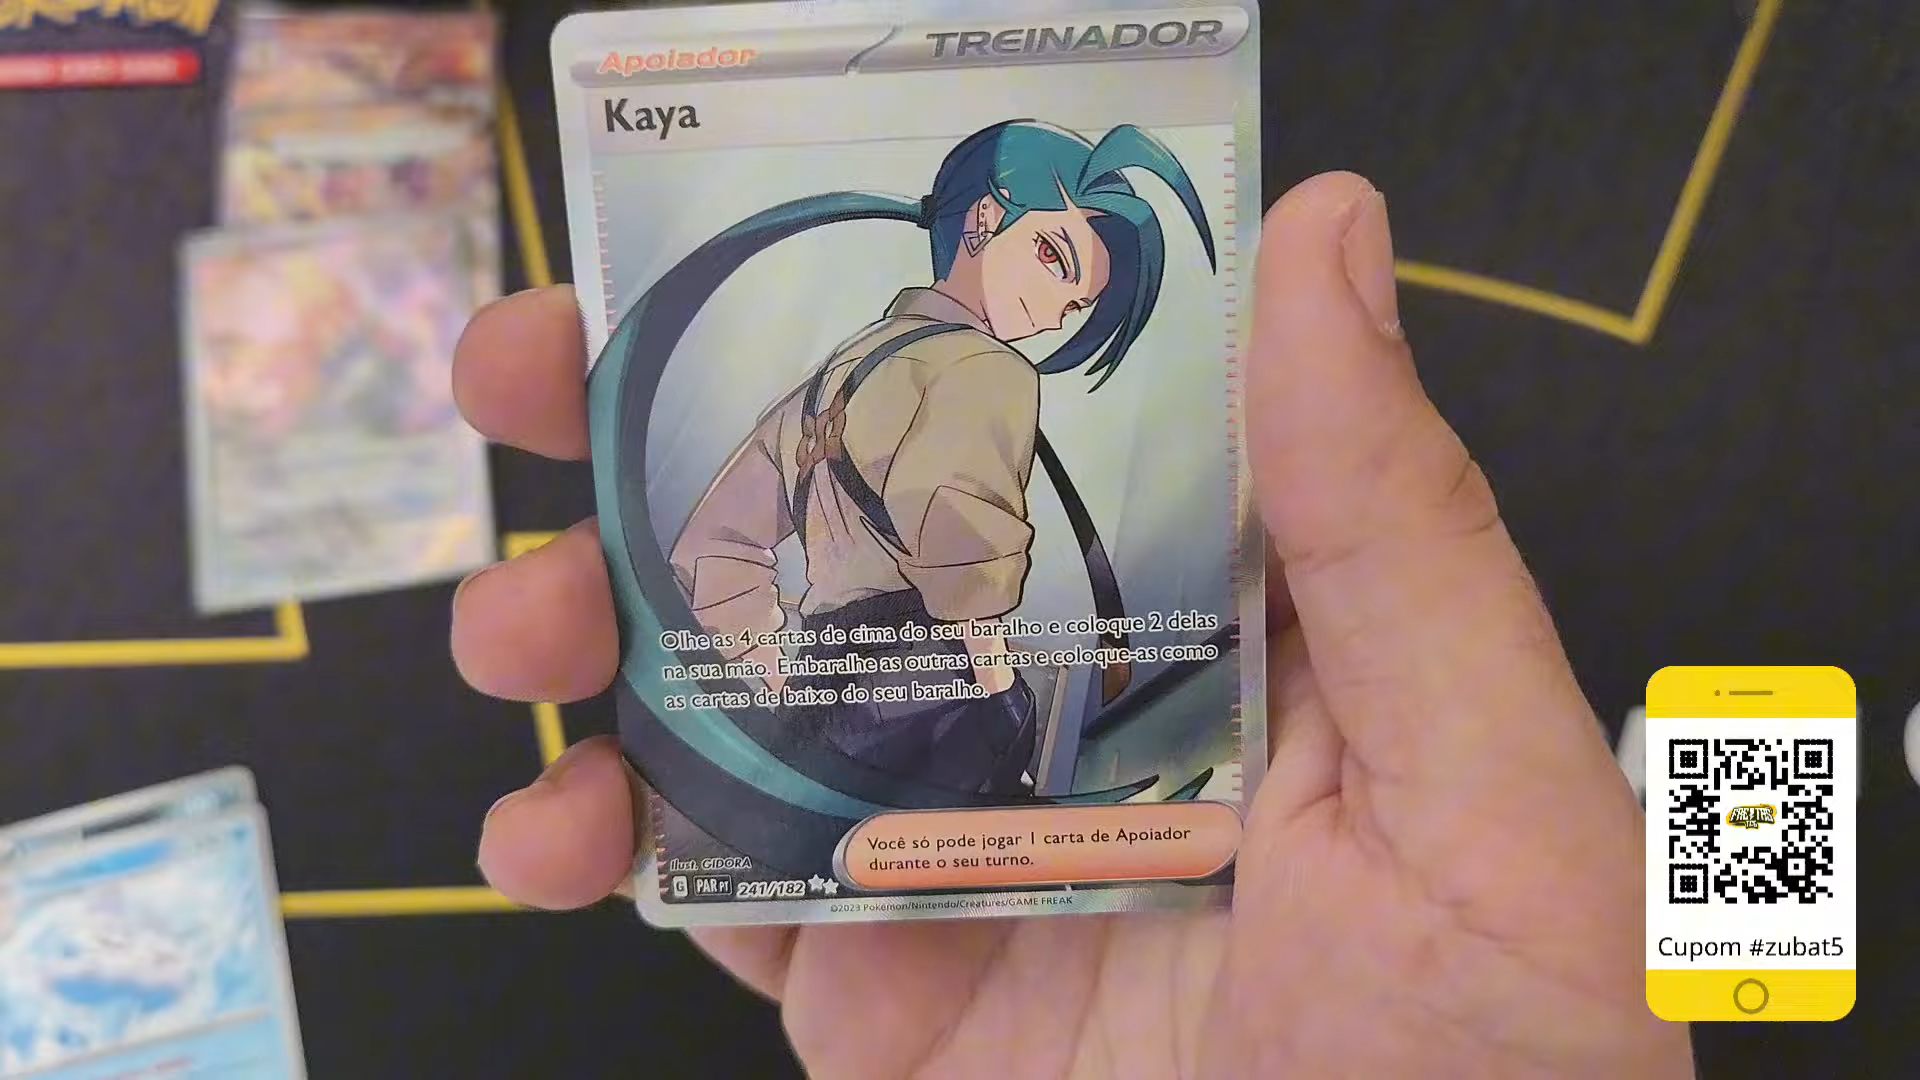 POKÉMON
Apoiador
TREINADOR
Kaya
Olhe as 4 cartas de cima do seu baralho e coloque 2 delas
na sua mão. Embaralhe as outras cartas e coloque-as como
as cartas de baixo do seu baralho.
Você só pode jogar 1 carta de Apoiador
durante o seu turno.
Ilust. GIDORA
G PAR PT 241/182
©2023 Pokémon/Nintendo/Creatures/GAME FREAK
FREITAS
Cupom #zubat5